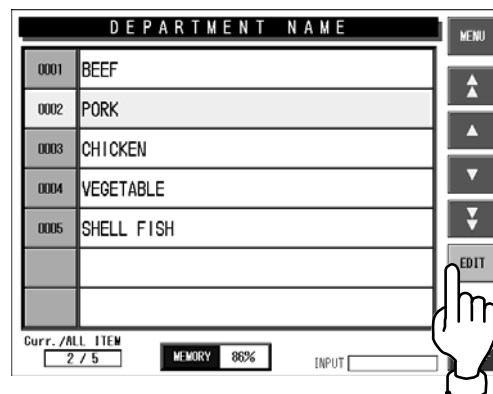 DEPARTMENT NAME
MENU
0001 BEEF
0002 PORK
0003 CHICKEN
0004 VEGETABLE
0005 SHELL FISH
EDIT
Curr./ALL ITEM
2 / 5
MEMORY 86%
INPUT